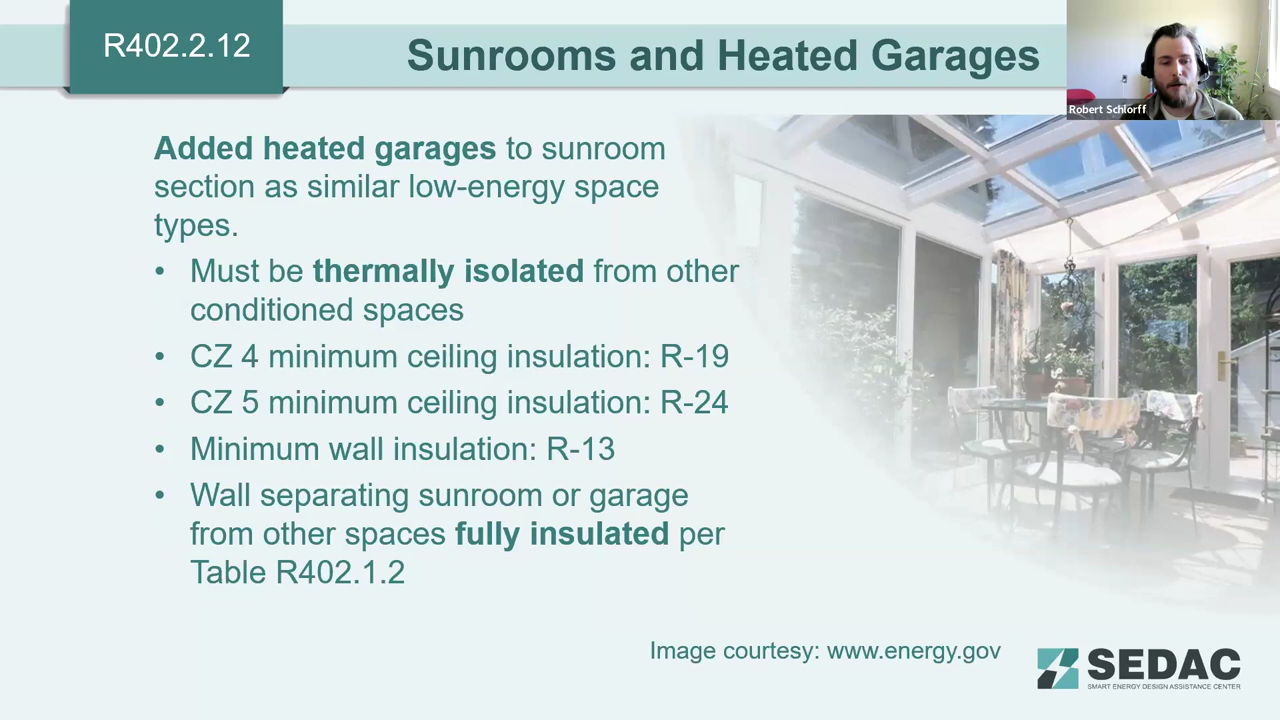 R402.2.12
Sunrooms and Heated Garages
Robert Schlorff
Added heated garages to sunroom
section as similar low-energy space
types.
• Must be thermally isolated from other
conditioned spaces
• CZ 4 minimum ceiling insulation: R-19
• CZ 5 minimum ceiling insulation: R-24
• Minimum wall insulation: R-13
• Wall separating sunroom or garage
from other spaces fully insulated per
Table R402.1.2
Image courtesy: www.energy.gov
SEDAC
SMART ENERGY DESIGN ASSISTANCE CENTER